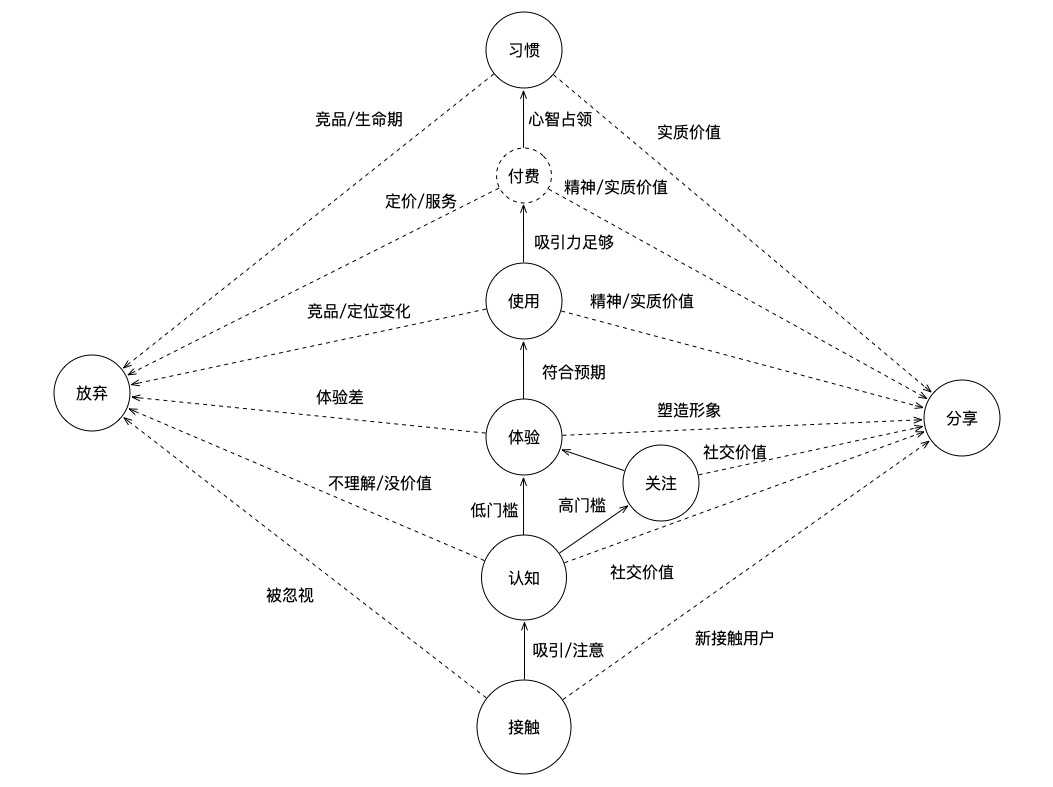 习惯
竞品/生命期
心智占领
实质价值
付费
精神/实质价值
定价/服务
吸引力足够
使用
精神/实质价值
竞品/定位变化
符合预期
放弃
体验差
塑造形象
分享
体验
社交价值
不理解/没价值
关注
低门槛
高门槛
认知
社交价值
被忽视
新接触用户
吸引/注意
接触